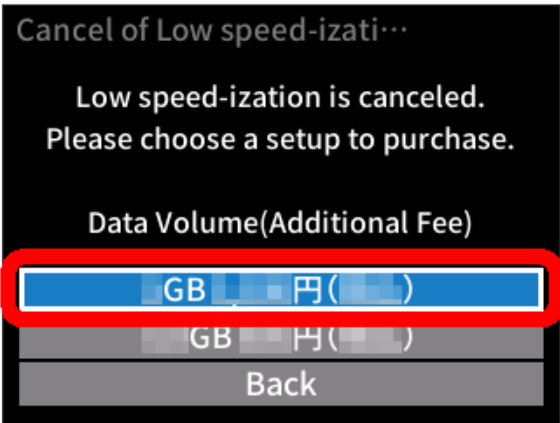 Cancel of Low speed-izati…
Low speed-ization is canceled.
Please choose a setup to purchase.
Data Volume(Additional Fee)
GB 円( )
GB 円( )
Back